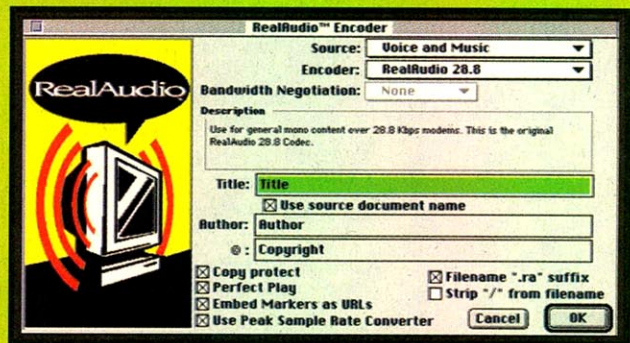 RealAudio™ Encoder
RealAudio
Source: Voice and Music
Encoder: RealAudio 28.8
Bandwidth Negotiation: None
Description
Use for general mono content over 28.8 Kbps modems. This is the original
RealAudio 28.8 Codec.
Title: Title
Use source document name
Author: Author
© : Copyright
Copy protect
Perfect Play
Embed Markers as URLs
Use Peak Sample Rate Converter
Filename ".ra" suffix
Strip "/" from filename
Cancel
OK